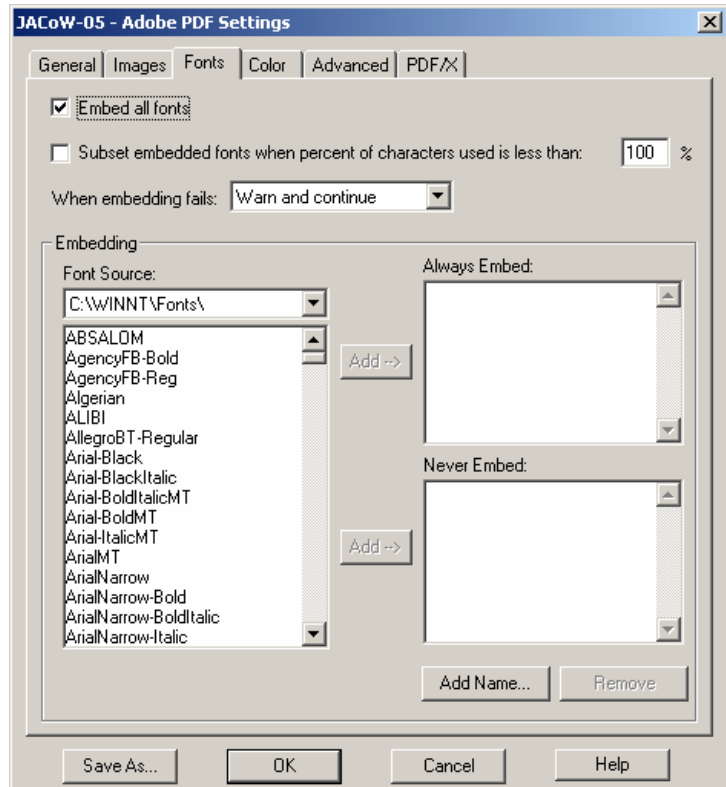 JACoW-05 - Adobe PDF Settings
General Images Fonts Color Advanced PDF/X
Embed all fonts
Subset embedded fonts when percent of characters used is less than: 100 %
When embedding fails: Warn and continue
Embedding
Font Source:
C:\WINNT\Fonts\
ABSALOM
AgencyFB-Bold
AgencyFB-Reg
Algerian
ALIBI
AllegroBT-Regular
Arial-Black
Arial-BlackItalic
Arial-BoldItalicMT
Arial-BoldMT
Arial-ItalicMT
ArialMT
ArialNarrow
ArialNarrow-Bold
ArialNarrow-BoldItalic
ArialNarrow-Italic
Add -->
Add -->
Always Embed:
Never Embed:
Add Name... Remove
Save As... OK Cancel Help